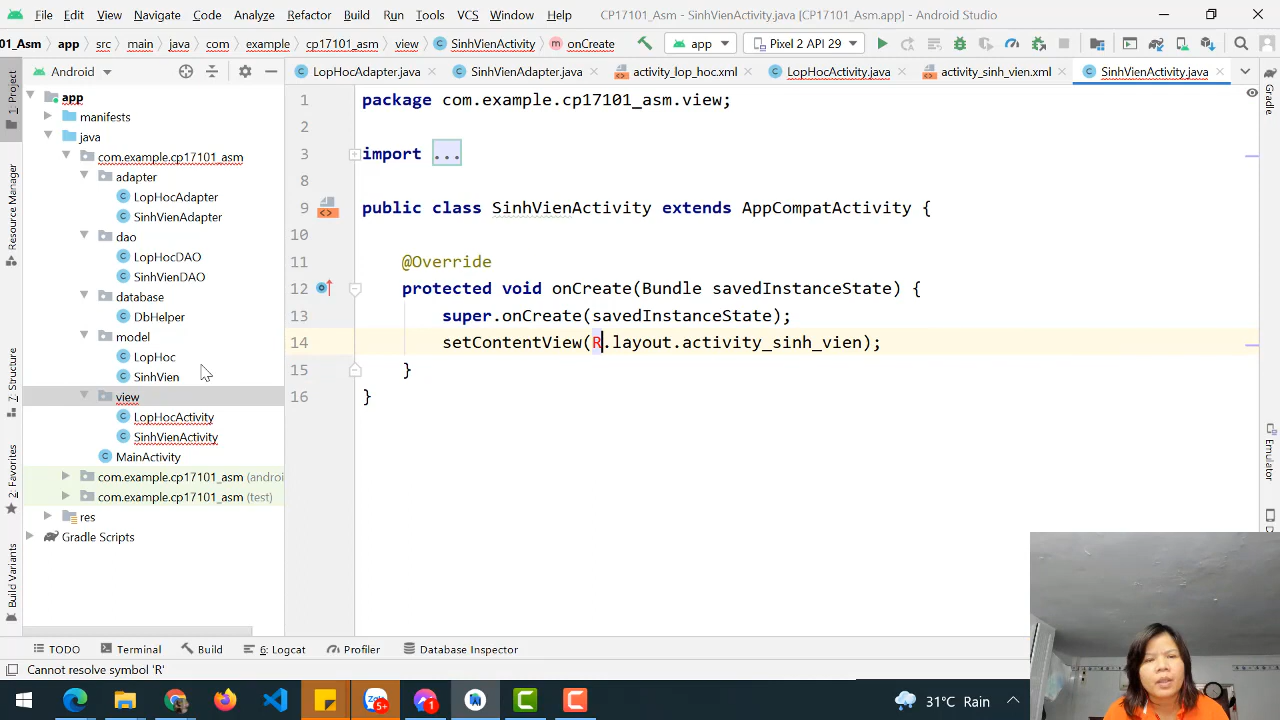 File Edit View Navigate Code Analyze Refactor Build Run Tools VCS Window Help CP17101_Asm - SinhVienActivity.java [CP17101_Asm.app] - Android Studio
01_Asm app src main java com example cp17101_asm view SinhVienActivity onCreate app Pixel 2 API 29
Android
LopHocAdapter.java SinhVienAdapter.java activity_lop_hoc.xml LopHocActivity.java activity_sinh_vien.xml SinhVienActivity.java
1: Project
Resource Manager
Z: Structure
2: Favorites
Build Variants
app
manifests
java
com.example.cp17101_asm
adapter
LopHocAdapter
SinhVienAdapter
dao
LopHocDAO
SinhVienDAO
database
DbHelper
model
LopHoc
SinhVien
view
LopHocActivity
SinhVienActivity
MainActivity
com.example.cp17101_asm (androi
com.example.cp17101_asm (test)
res
Gradle Scripts
1 package com.example.cp17101_asm.view;
2
3 import ...
8
9 public class SinhVienActivity extends AppCompatActivity {
10
11 @Override
12 protected void onCreate(Bundle savedInstanceState) {
13 super.onCreate(savedInstanceState);
14 setContentView(R.layout.activity_sinh_vien);
15 }
16 }
Gradle
Emulator
TODO Terminal Build 6: Logcat Profiler Database Inspector
Cannot resolve symbol 'R'
Zalo 5+ 1 31°C Rain